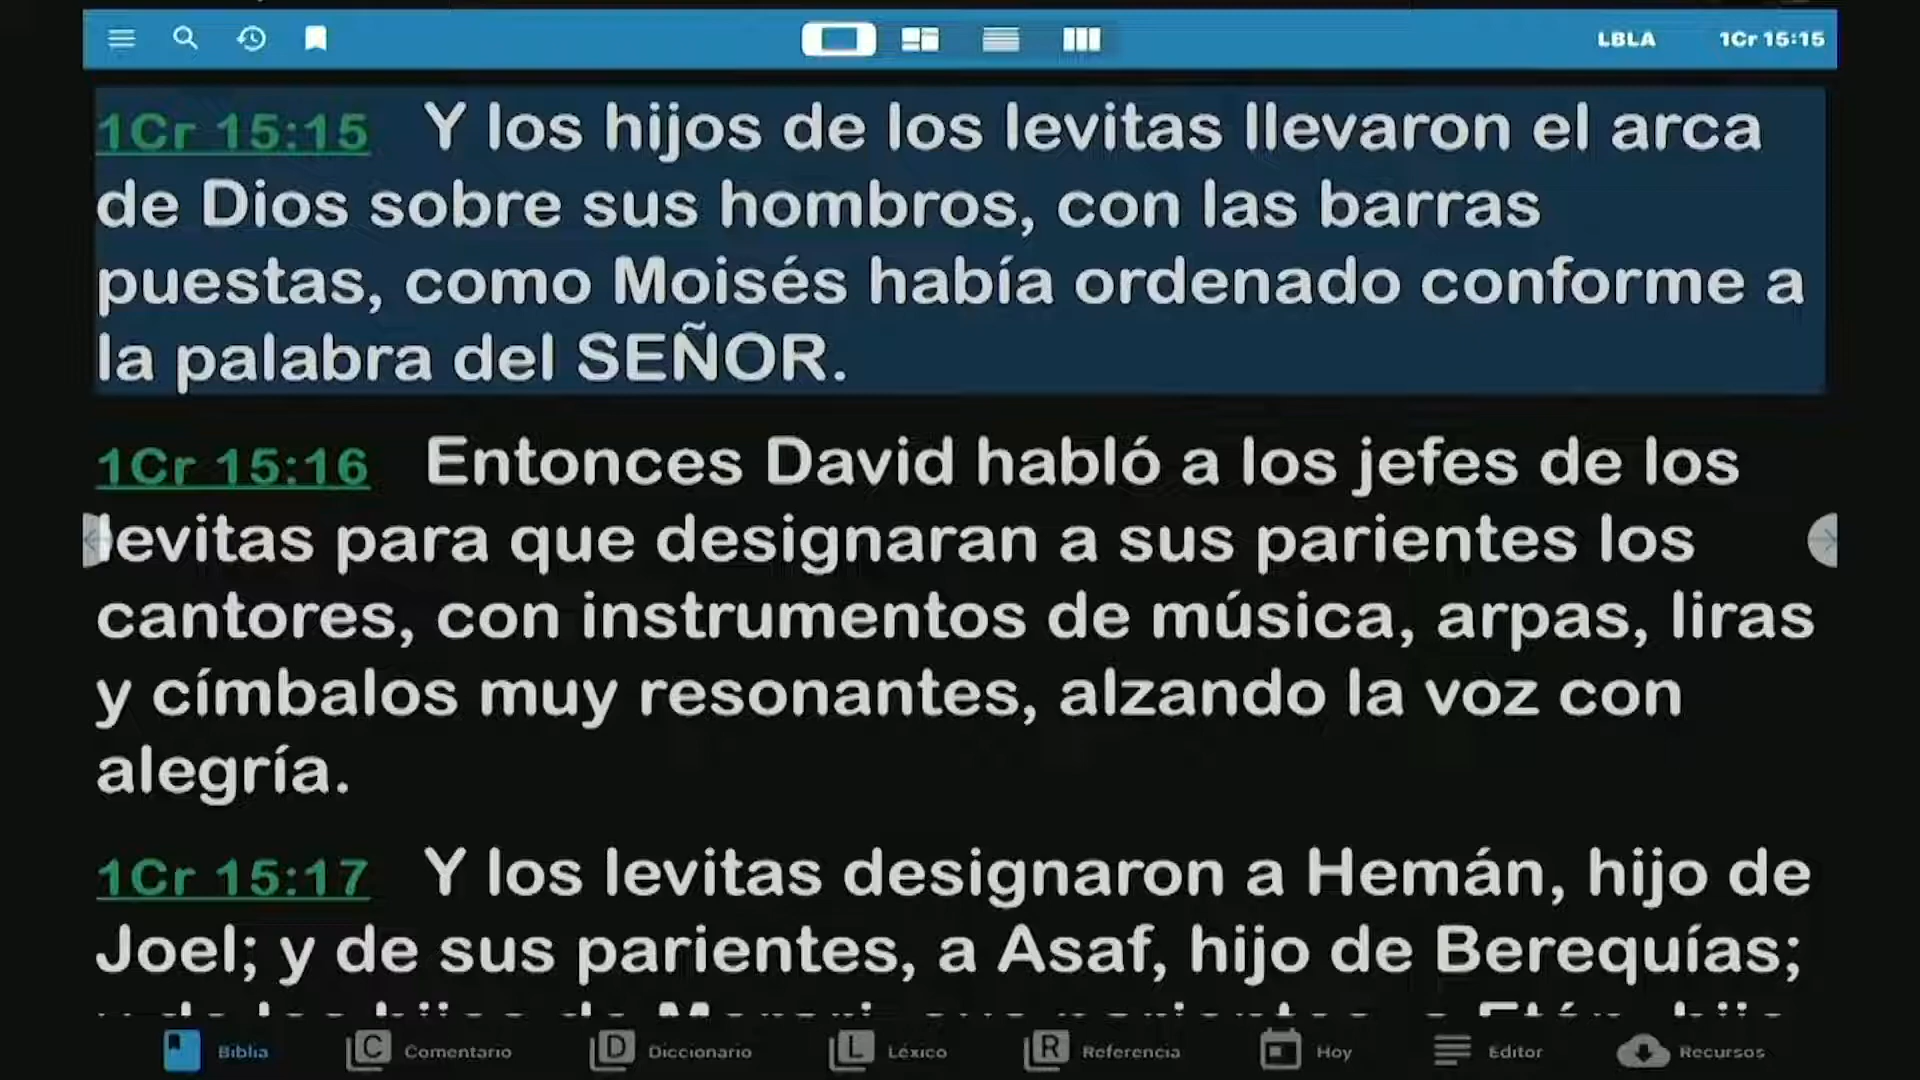 LBLA 1Cr 15:15
1Cr 15:15 Y los hijos de los levitas llevaron el arca
de Dios sobre sus hombros, con las barras
puestas, como Moisés había ordenado conforme a
la palabra del SEÑOR.
1Cr 15:16 Entonces David habló a los jefes de los
levitas para que designaran a sus parientes los
cantores, con instrumentos de música, arpas, liras
y címbalos muy resonantes, alzando la voz con
alegría.
1Cr 15:17 Y los levitas designaron a Hemán, hijo de
Joel; y de sus parientes, a Asaf, hijo de Berequías;
Biblia C Comentario D Diccionario L Léxico R Referencia Hoy Editor Recursos